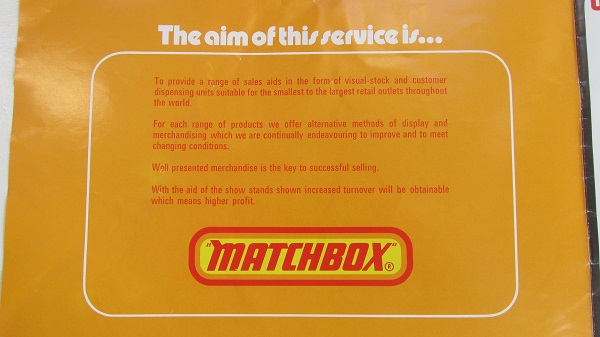 The aim of this service is...
To provide a range of sales aids in the form of visual-stock and customer
dispensing units suitable for the smallest to the largest retail outlets throughout
the world.
For each range of products we offer alternative methods of display and
merchandising which we are continually endeavouring to improve and to meet
changing conditions.
Well presented merchandise is the key to successful selling.
With the aid of the show stands shown increased turnover will be obtainable
which means higher profit.
"MATCHBOX"®